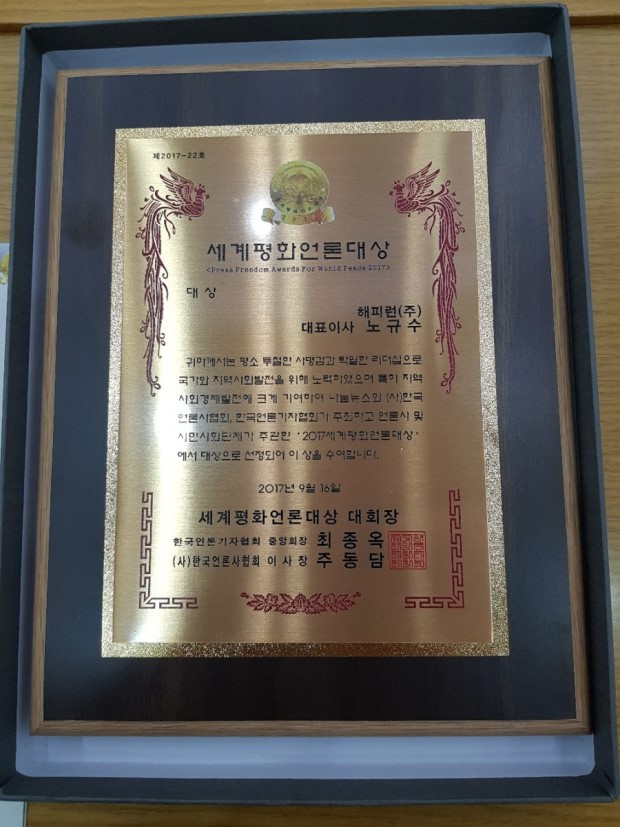 제2017-22호
세계평화언론대상
<Press Freedom Awards For World Peace 2017>
대상
해피런(주)
대표이사 노규수
귀하께서는 평소 투철한 사명감과 탁월한 리더십으로
국가와 지역사회발전을 위해 노력하였으며 특히 지역
사회경제발전에 크게 기여하여 나눔뉴스와 (사)한국
언론사협회, 한국언론기자협회가 주최하고 언론사 및
시민사회단체가 주관한 '2017세계평화언론대상'
에서 대상으로 선정되어 이 상을 수여합니다.
2017년 9월 16일
세계평화언론대상 대회장
한국언론기자협회 중앙회장 최종옥
(사)한국언론사협회 이사장 주동담